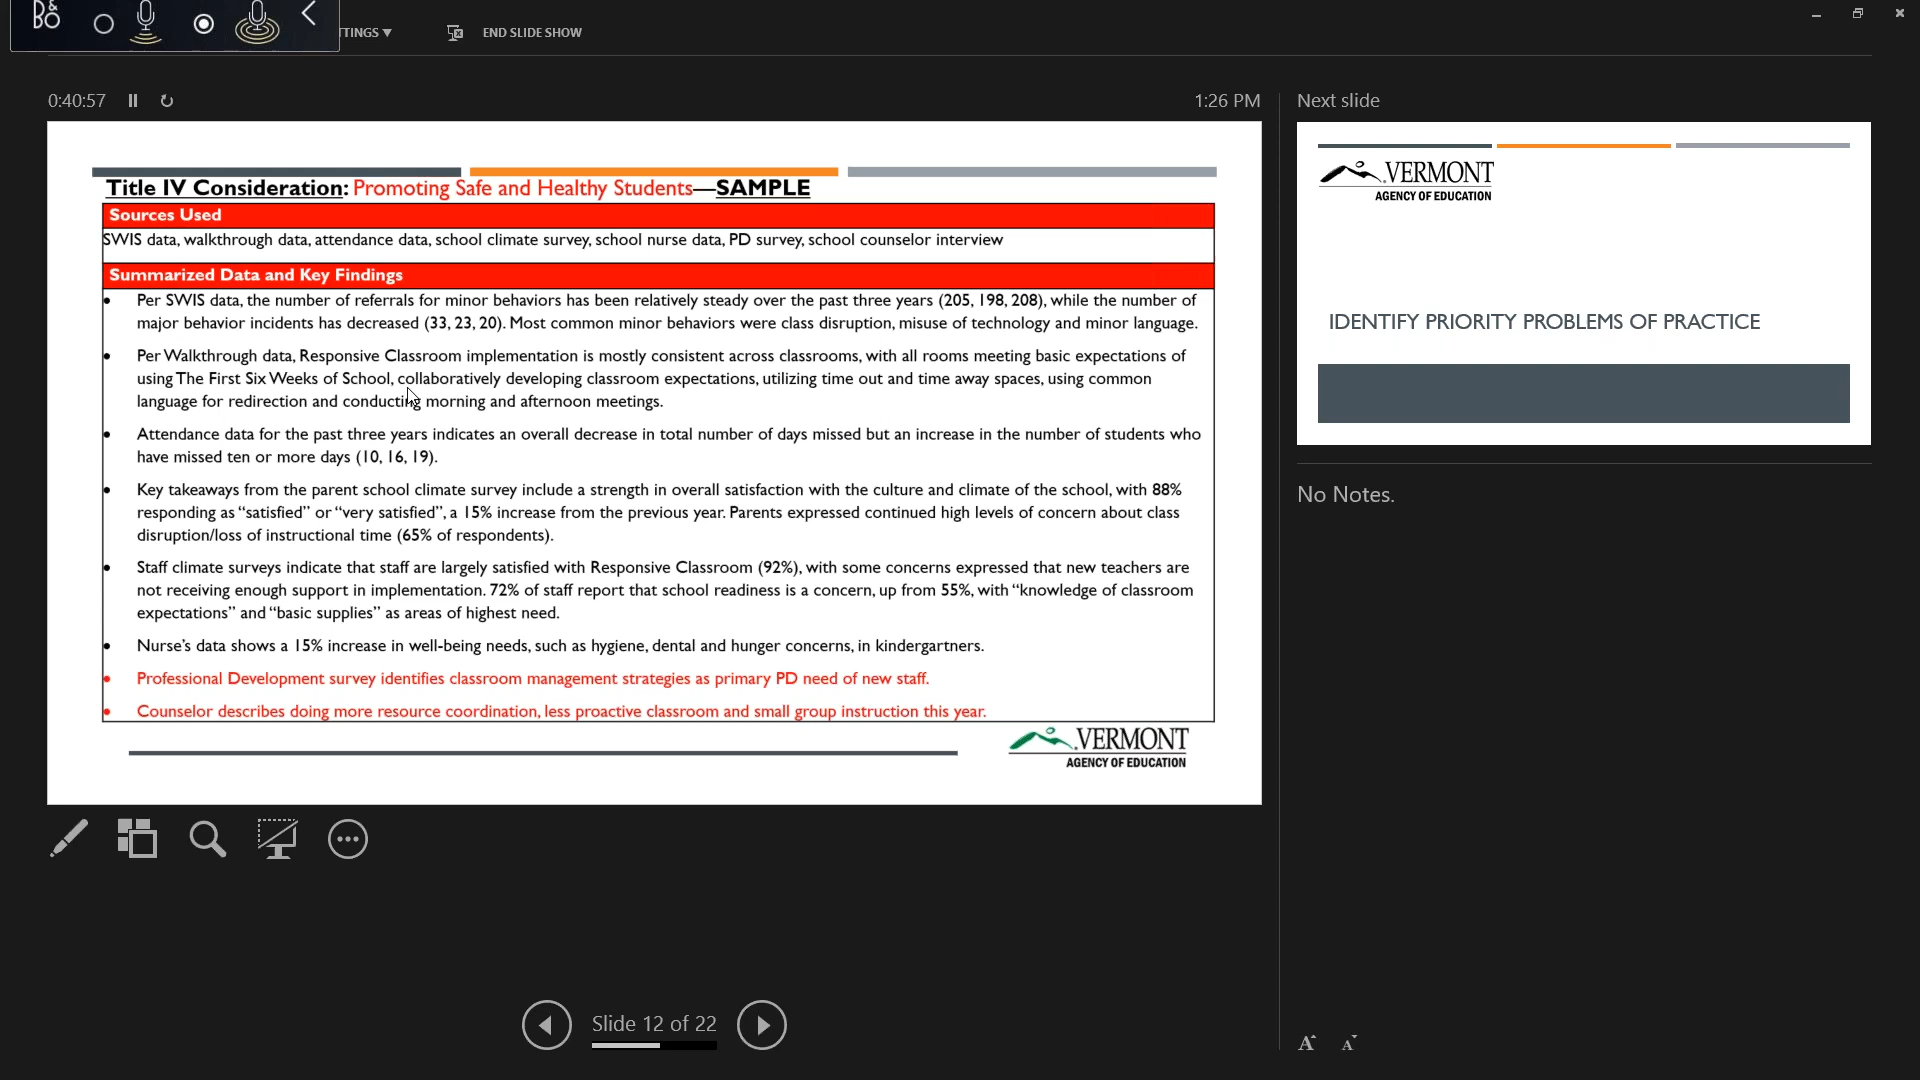 B&O
TINGS ▼
END SLIDE SHOW
0:40:57
1:26 PM
Next slide
Title IV Consideration: Promoting Safe and Healthy Students—SAMPLE
Sources Used
SWIS data, walkthrough data, attendance data, school climate survey, school nurse data, PD survey, school counselor interview
Summarized Data and Key Findings
• Per SWIS data, the number of referrals for minor behaviors has been relatively steady over the past three years (205, 198, 208), while the number of
major behavior incidents has decreased (33, 23, 20). Most common minor behaviors were class disruption, misuse of technology and minor language.
• Per Walkthrough data, Responsive Classroom implementation is mostly consistent across classrooms, with all rooms meeting basic expectations of
using The First Six Weeks of School, collaboratively developing classroom expectations, utilizing time out and time away spaces, using common
language for redirection and conducting morning and afternoon meetings.
• Attendance data for the past three years indicates an overall decrease in total number of days missed but an increase in the number of students who
have missed ten or more days (10, 16, 19).
• Key takeaways from the parent school climate survey include a strength in overall satisfaction with the culture and climate of the school, with 88%
responding as “satisfied” or “very satisfied”, a 15% increase from the previous year. Parents expressed continued high levels of concern about class
disruption/loss of instructional time (65% of respondents).
• Staff climate surveys indicate that staff are largely satisfied with Responsive Classroom (92%), with some concerns expressed that new teachers are
not receiving enough support in implementation. 72% of staff report that school readiness is a concern, up from 55%, with “knowledge of classroom
expectations” and “basic supplies” as areas of highest need.
• Nurse’s data shows a 15% increase in well-being needs, such as hygiene, dental and hunger concerns, in kindergartners.
• Professional Development survey identifies classroom management strategies as primary PD need of new staff.
• Counselor describes doing more resource coordination, less proactive classroom and small group instruction this year.
VERMONT
AGENCY OF EDUCATION
VERMONT
AGENCY OF EDUCATION
IDENTIFY PRIORITY PROBLEMS OF PRACTICE
No Notes.
Slide 12 of 22
A A